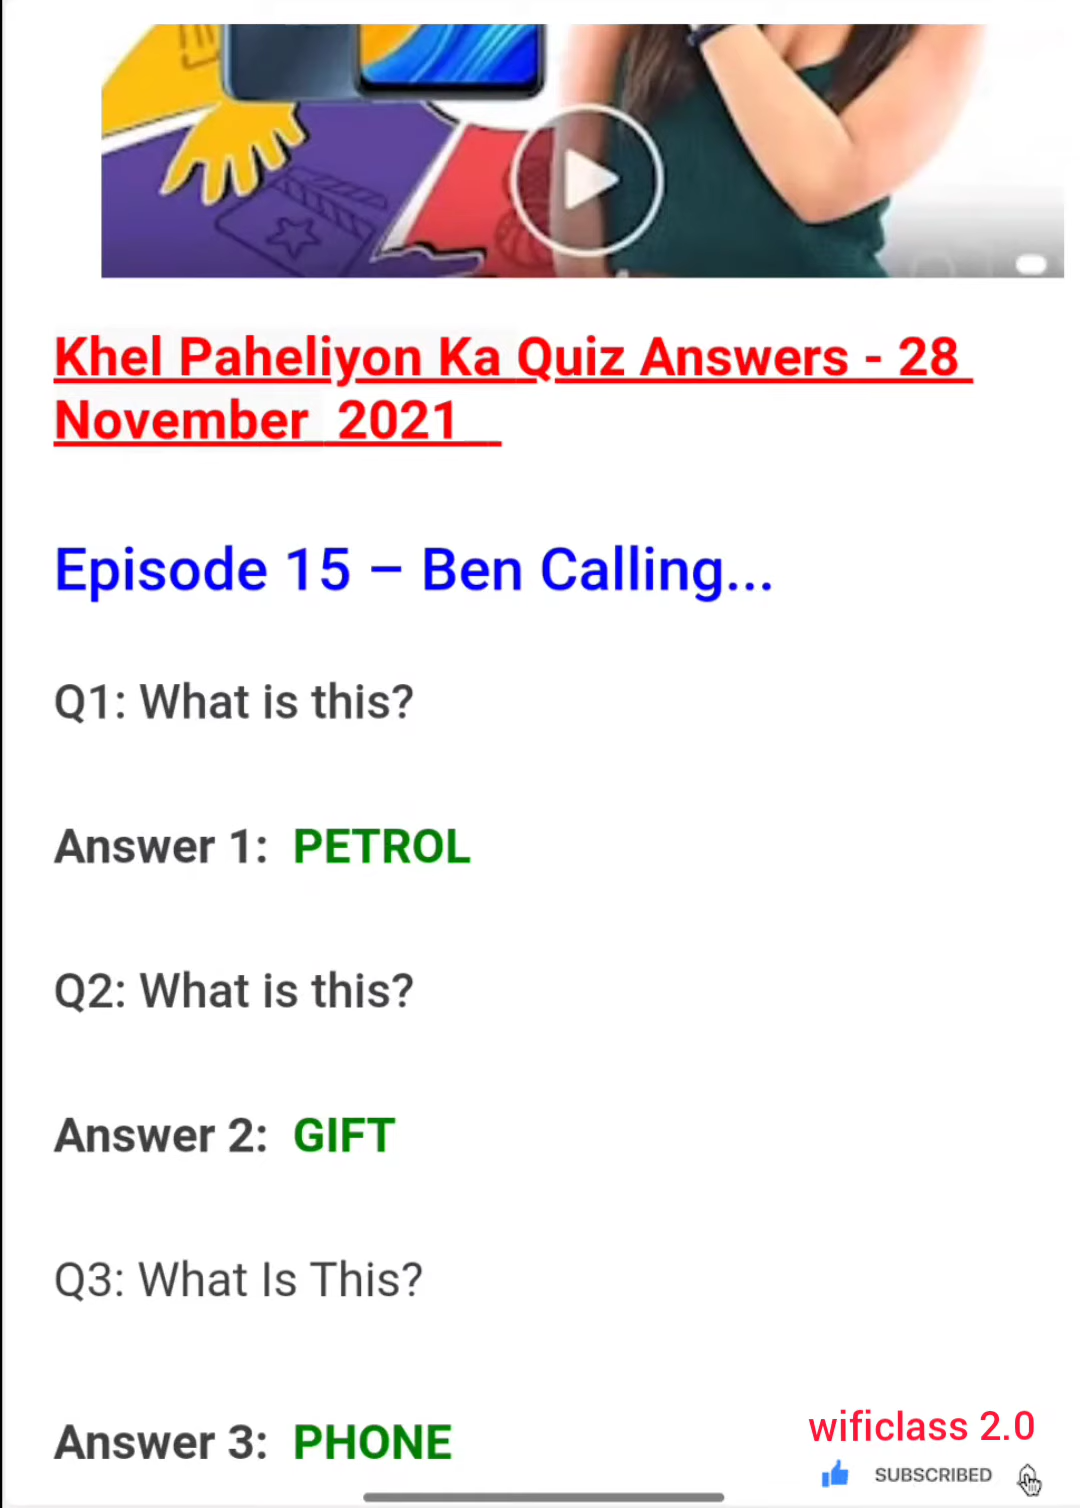 Khel Paheliyon Ka Quiz Answers - 28
November 2021
Episode 15 – Ben Calling...
Q1: What is this?
Answer 1: PETROL
Q2: What is this?
Answer 2: GIFT
Q3: What Is This?
Answer 3: PHONE
wificlass 2.0
SUBSCRIBED